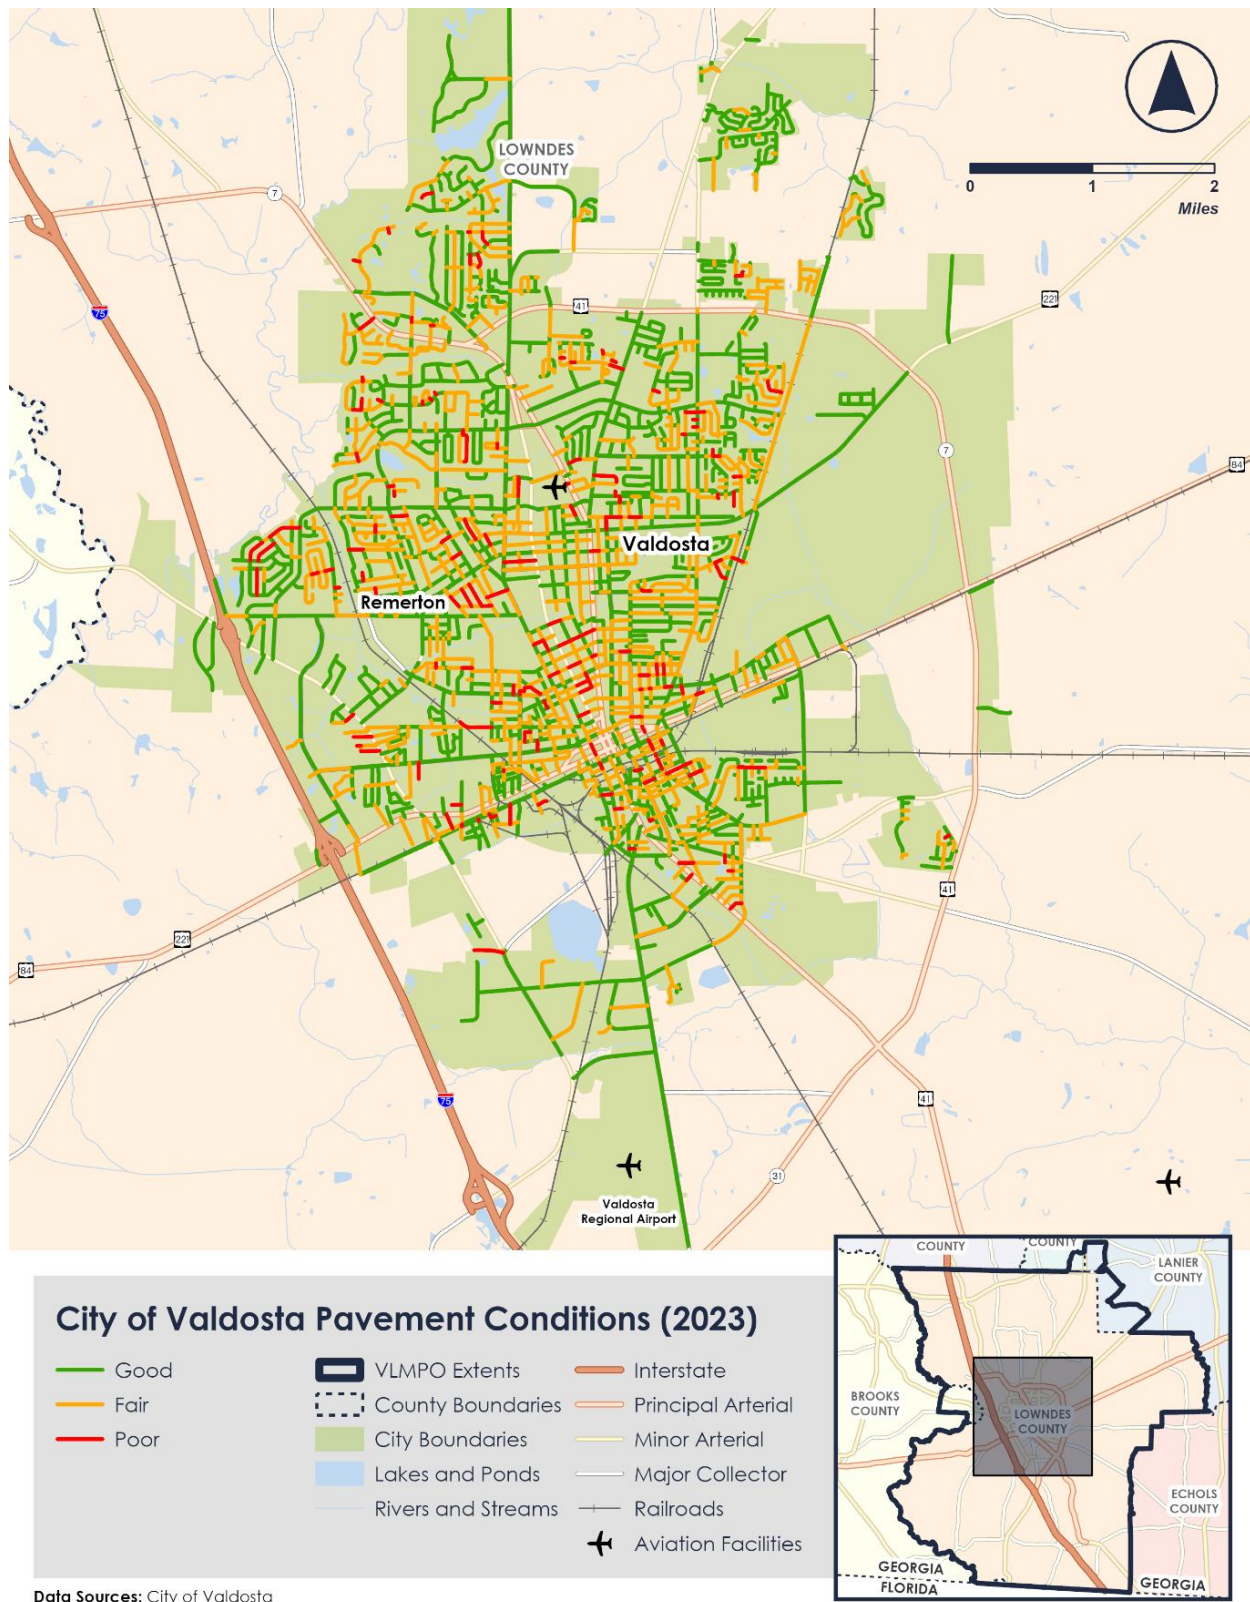 LOWNDES
COUNTY
0 1 2
Miles
7
75
41
221
7
84
Valdosta
Remerton
41
221
84
75
41
31
Valdosta
Regional Airport
City of Valdosta Pavement Conditions (2023)
Good
Fair
Poor
VLMPO Extents
County Boundaries
City Boundaries
Lakes and Ponds
Rivers and Streams
Interstate
Principal Arterial
Minor Arterial
Major Collector
Railroads
Aviation Facilities
COUNTY
COUNTY
LANIER
COUNTY
BROOKS
COUNTY
LOWNDES
COUNTY
ECHOLS
COUNTY
GEORGIA
FLORIDA
GEORGIA
Data Sources: City of Valdosta